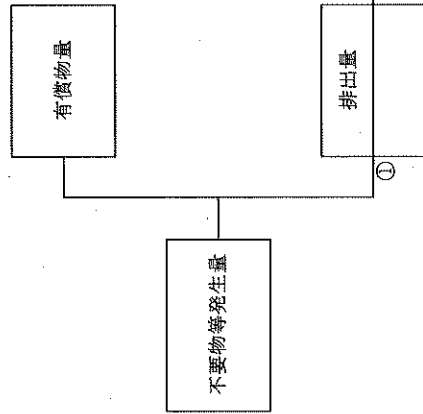 有償物量
排出量
①
不要物等発生量